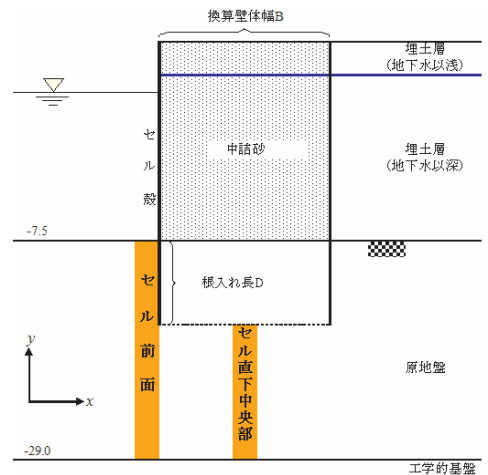 換算壁体幅B
埋土層
(地下水以浅)
セル殻
中詰砂
埋土層
(地下水以深)
-7.5
根入れ長D
セル前面
セル直下中央部
原地盤
y
x
-29.0
工学的基盤